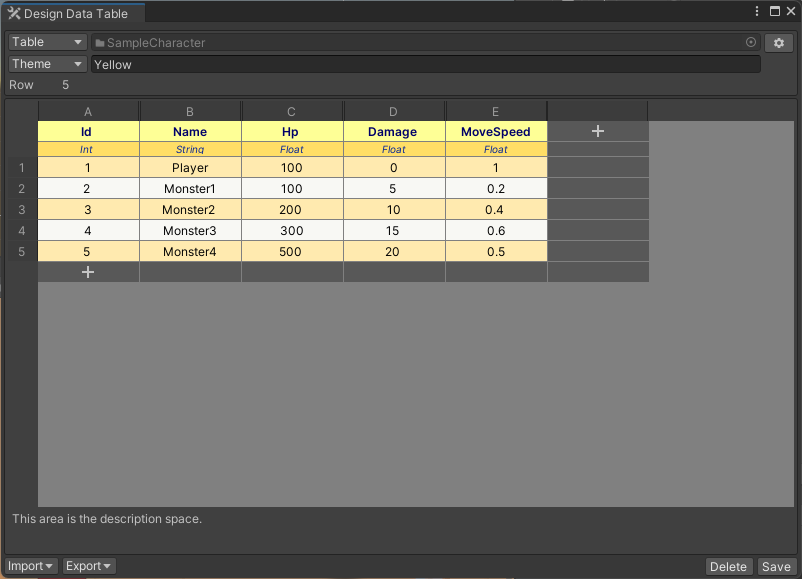 Design Data Table
Table SampleCharacter
Theme Yellow
Row 5
A B C D E
Id Name Hp Damage MoveSpeed +
Int String Float Float Float
1 1 Player 100 0 1
2 2 Monster1 100 5 0.2
3 3 Monster2 200 10 0.4
4 4 Monster3 300 15 0.6
5 5 Monster4 500 20 0.5
+
This area is the description space.
Import Export Delete Save